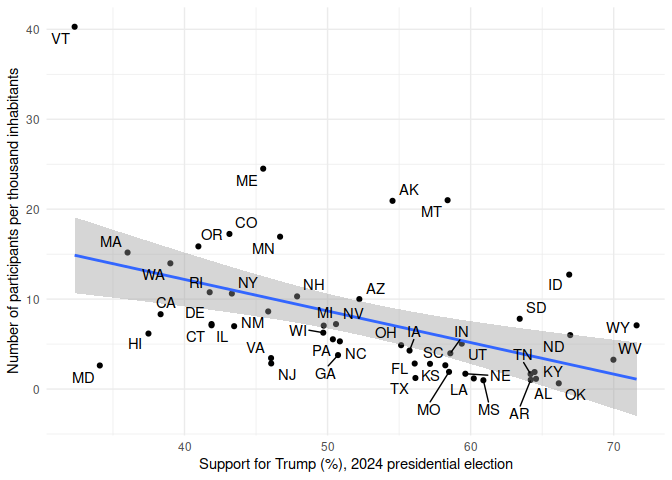 40
VT
ME
AK
MT
CO
OR
MN
20
MA
WA
ID
RI
NY
NH
AZ
10
CA
SD
DE
MI
NV
WY
HI
CT
IL
NM
WI
OH
IA
IN
ND
VA
PA
NC
SC
UT
TN
WV
MD
NJ
GA
FL
KS
NE
KY
TX
LA
AL
OK
0
MO
MS
AR
30
40
50
60
70
Number of participants per thousand inhabitants
Support for Trump (%), 2024 presidential election